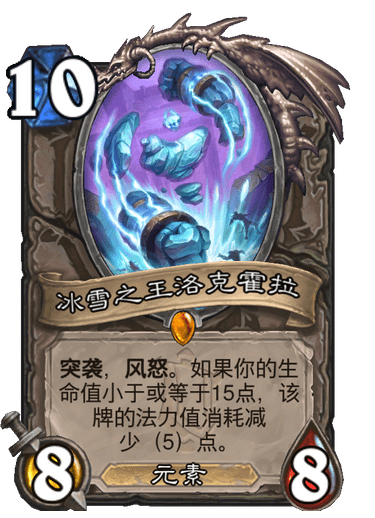 10
冰雪之王洛克霍拉
突袭，风怒。如果你的生
命值小于或等于15点，该
牌的法力值消耗减
少（5）点。
8
元素
8